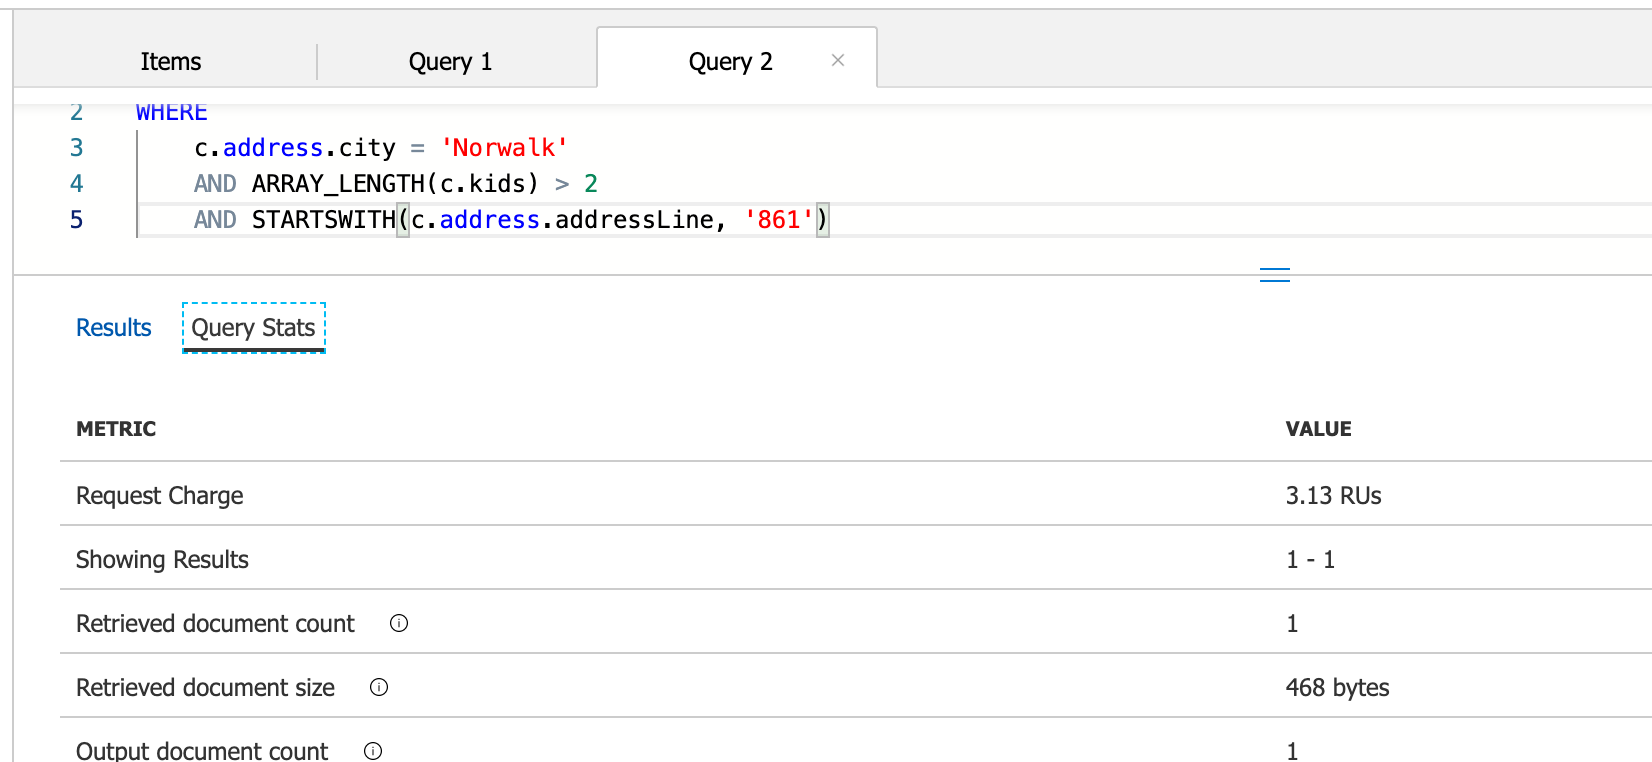 Items Query 1 Query 2 ×
2 WHERE
3 c.address.city = 'Norwalk'
4 AND ARRAY_LENGTH(c.kids) > 2
5 AND STARTSWITH(c.address.addressLine, '861')
Results Query Stats
METRIC VALUE
Request Charge 3.13 RUs
Showing Results 1 - 1
Retrieved document count 1
Retrieved document size 468 bytes
Output document count 1